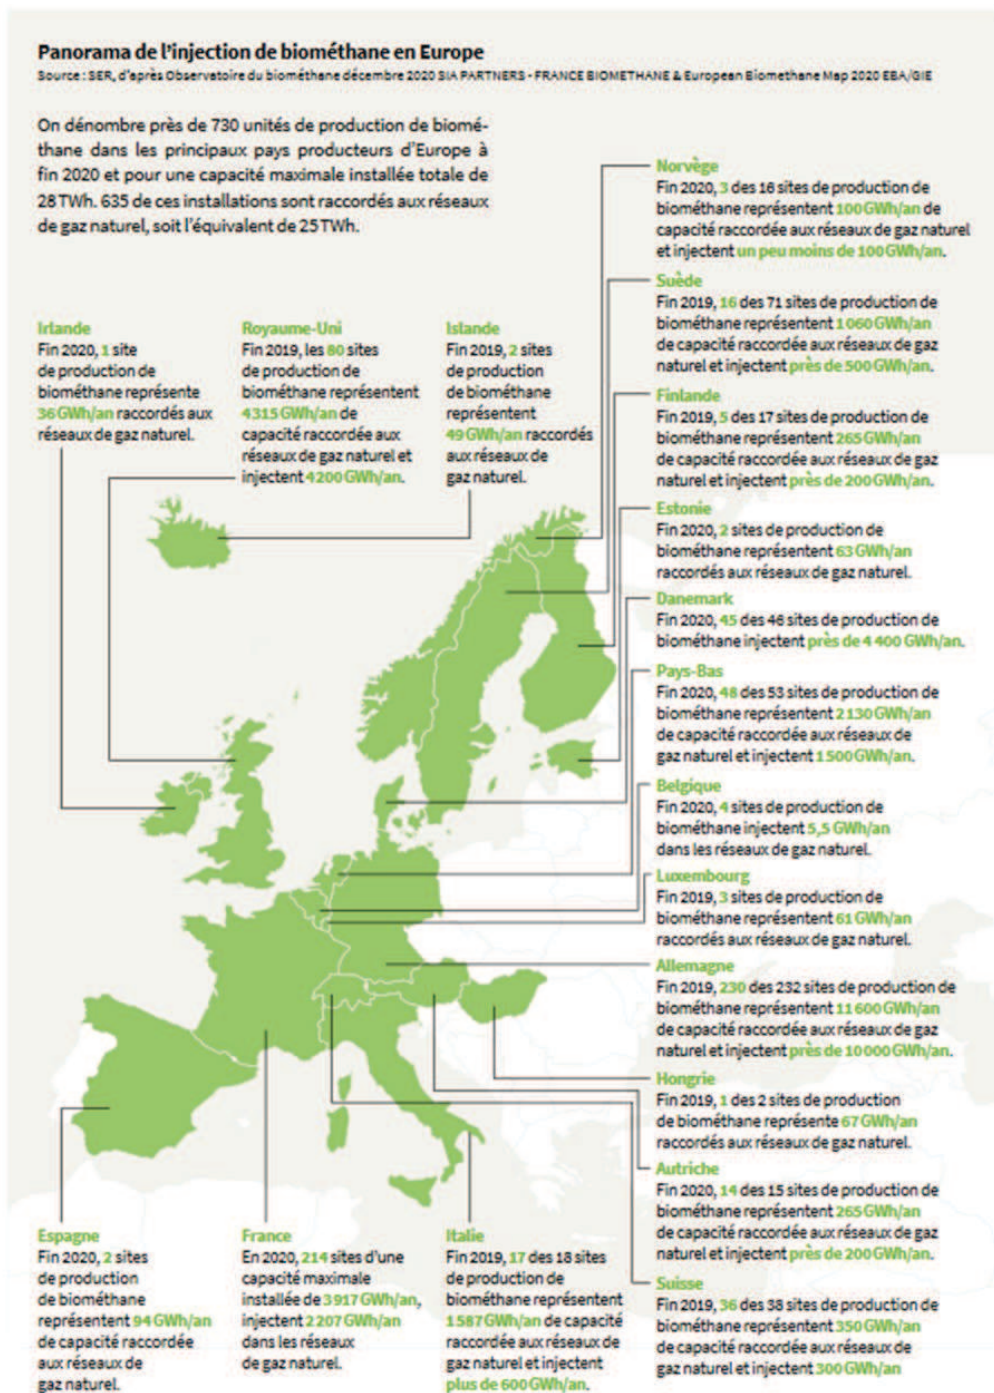 Panorama de l'injection de biométhane en Europe
Source : SER, d'après Observatoire du biométhane décembre 2020 SIA PARTNERS - FRANCE BIOMETHANE & European Biomethane Map 2020 EBA/GIE
On dénombre près de 730 unités de production de biomé-
thane dans les principaux pays producteurs d'Europe à
fin 2020 et pour une capacité maximale installée totale de
28 TWh. 635 de ces installations sont raccordés aux réseaux
de gaz naturel, soit l'équivalent de 25 TWh.
Irlande
Fin 2020, 1 site
de production de
biométhane représente
36 GWh/an raccordés aux
réseaux de gaz naturel.
Royaume-Uni
Fin 2019, les 80 sites
de production de
biométhane représentent
4315 GWh/an de
capacité raccordée aux
réseaux de gaz naturel et
injectent 4200 GWh/an.
Islande
Fin 2019, 2 sites
de production
de biométhane
représentent
49 GWh/an raccordés
aux réseaux de
gaz naturel.
Norvège
Fin 2020, 3 des 16 sites de production de
biométhane représentent 100 GWh/an de
capacité raccordée aux réseaux de gaz naturel
et injectent un peu moins de 100 GWh/an.
Suède
Fin 2019, 16 des 71 sites de production de
biométhane représentent 1060 GWh/an
de capacité raccordée aux réseaux de gaz
naturel et injectent près de 500 GWh/an.
Finlande
Fin 2019, 5 des 17 sites de production de
biométhane représentent 265 GWh/an
de capacité raccordée aux réseaux de gaz
naturel et injectent près de 200 GWh/an.
Estonie
Fin 2020, 2 sites de production de
biométhane représentent 63 GWh/an
raccordés aux réseaux de gaz naturel.
Danemark
Fin 2020, 45 des 46 sites de production de
biométhane injectent près de 4 400 GWh/an.
Pays-Bas
Fin 2020, 48 des 53 sites de production de
biométhane représentent 2130 GWh/an
de capacité raccordée aux réseaux de
gaz naturel et injectent 1500 GWh/an.
Belgique
Fin 2020, 4 sites de production de
biométhane injectent 5,5 GWh/an
dans les réseaux de gaz naturel.
Luxembourg
Fin 2019, 3 sites de production de
biométhane représentent 61 GWh/an
raccordés aux réseaux de gaz naturel.
Allemagne
Fin 2019, 230 des 232 sites de production de
biométhane représentent 11600 GWh/an
de capacité raccordée aux réseaux de gaz
naturel et injectent près de 10000 GWh/an.
Hongrie
Fin 2019, 1 des 2 sites de production
de biométhane représente 67 GWh/an
raccordés aux réseaux de gaz naturel.
Autriche
Fin 2020, 14 des 15 sites de production de
biométhane représentent 265 GWh/an
de capacité raccordée aux réseaux de gaz
naturel et injectent près de 200 GWh/an.
Suisse
Fin 2019, 36 des 38 sites de production de
biométhane représentent 350 GWh/an
de capacité raccordée aux réseaux de
gaz naturel et injectent 300 GWh/an
Espagne
Fin 2020, 2 sites
de production
de biométhane
représentent 94 GWh/an
de capacité raccordée
aux réseaux de
gaz naturel.
France
En 2020, 214 sites d'une
capacité maximale
installée de 3917 GWh/an,
injectent 2207 GWh/an
dans les réseaux
de gaz naturel.
Italie
Fin 2019, 17 des 18 sites
de production de
biométhane représentent
1587 GWh/an de capacité
raccordée aux réseaux de
gaz naturel et injectent
plus de 600 GWh/an.